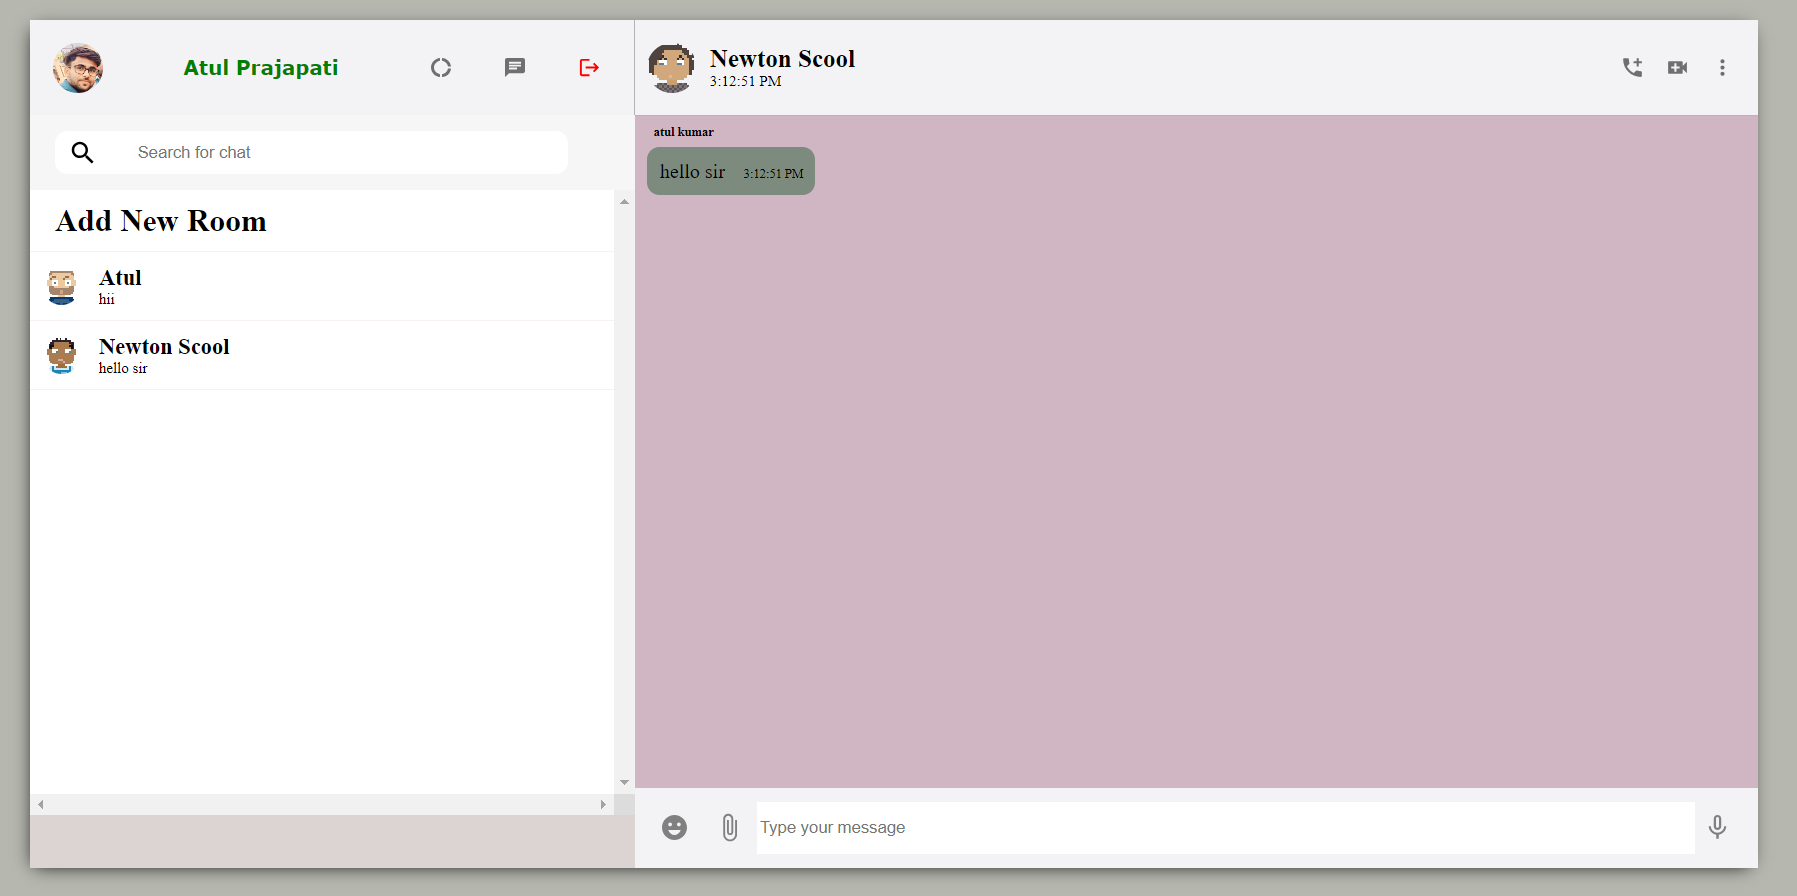 Atul Prajapati
Search for chat
Add New Room
Atul
hii
Newton Scool
hello sir
Newton Scool
3:12:51 PM
atul kumar
hello sir 3:12:51 PM
Type your message